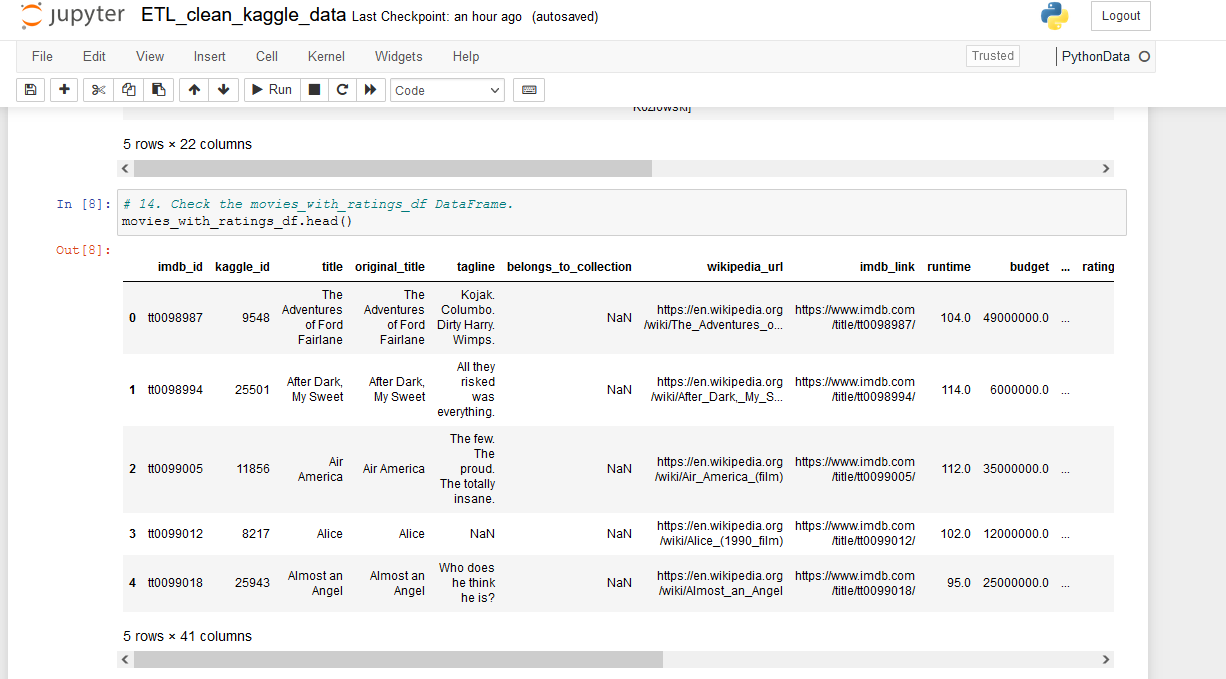 jupyter ETL_clean_kaggle_data Last Checkpoint: an hour ago (autosaved) Logout
File Edit View Insert Cell Kernel Widgets Help Trusted PythonData
Run Code
Kozlowski]
5 rows × 22 columns
In [8]: # 14. Check the movies_with_ratings_df DataFrame.
movies_with_ratings_df.head()
Out[8]:
imdb_id kaggle_id title original_title tagline belongs_to_collection wikipedia_url imdb_link runtime budget ... rating
The The Kojak.
Adventures Adventures Columbo. https://en.wikipedia.org https://www.imdb.com
0 tt0098987 9548 of Ford of Ford Dirty Harry. NaN /wiki/The_Adventures_o... /title/tt0098987/ 104.0 49000000.0 ...
Fairlane Fairlane Wimps.
All they
After Dark, After Dark, risked https://en.wikipedia.org https://www.imdb.com
1 tt0098994 25501 My Sweet My Sweet was NaN /wiki/After_Dark,_My_S... /title/tt0098994/ 114.0 6000000.0 ...
everything.
The few.
The
Air proud. https://en.wikipedia.org https://www.imdb.com
2 tt0099005 11856 America Air America The totally NaN /wiki/Air_America_(film) /title/tt0099005/ 112.0 35000000.0 ...
insane.
https://en.wikipedia.org https://www.imdb.com
3 tt0099012 8217 Alice Alice NaN NaN /wiki/Alice_(1990_film) /title/tt0099012/ 102.0 12000000.0 ...
Who does
Almost an Almost an he think https://en.wikipedia.org https://www.imdb.com
4 tt0099018 25943 Angel Angel he is? NaN /wiki/Almost_an_Angel /title/tt0099018/ 95.0 25000000.0 ...
5 rows × 41 columns